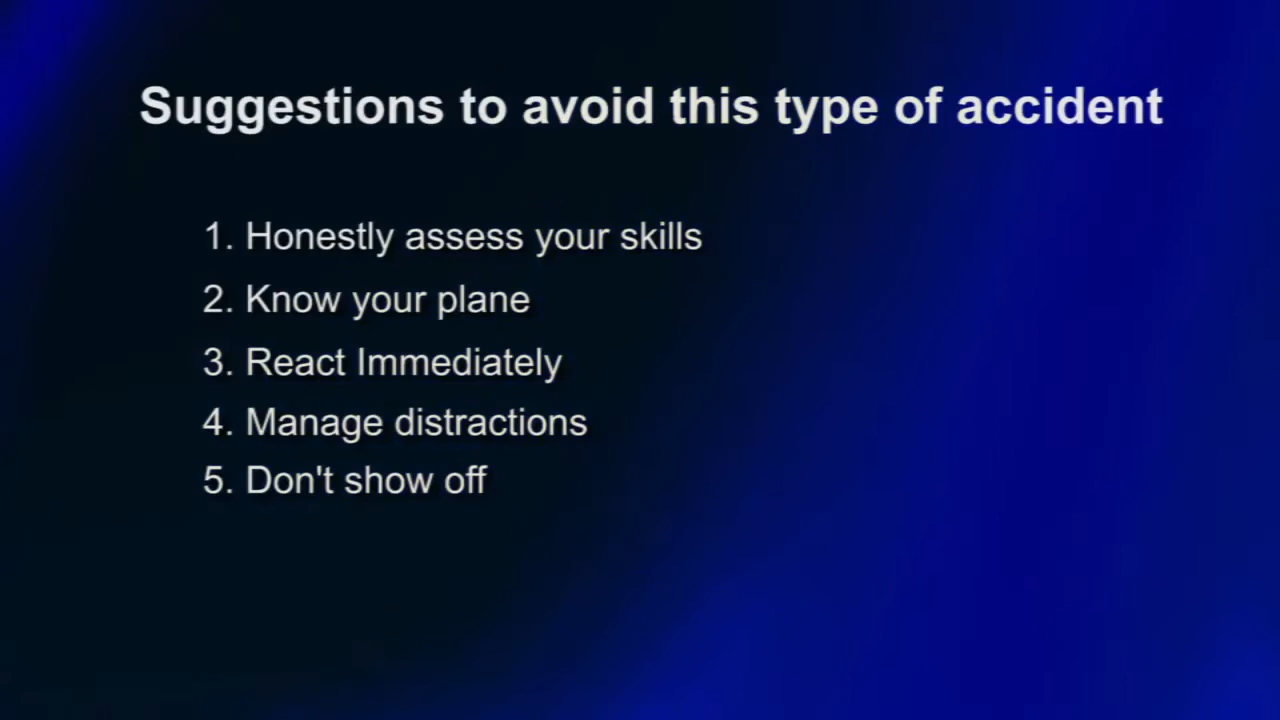 Suggestions to avoid this type of accident
1. Honestly assess your skills
2. Know your plane
3. React Immediately
4. Manage distractions
5. Don't show off